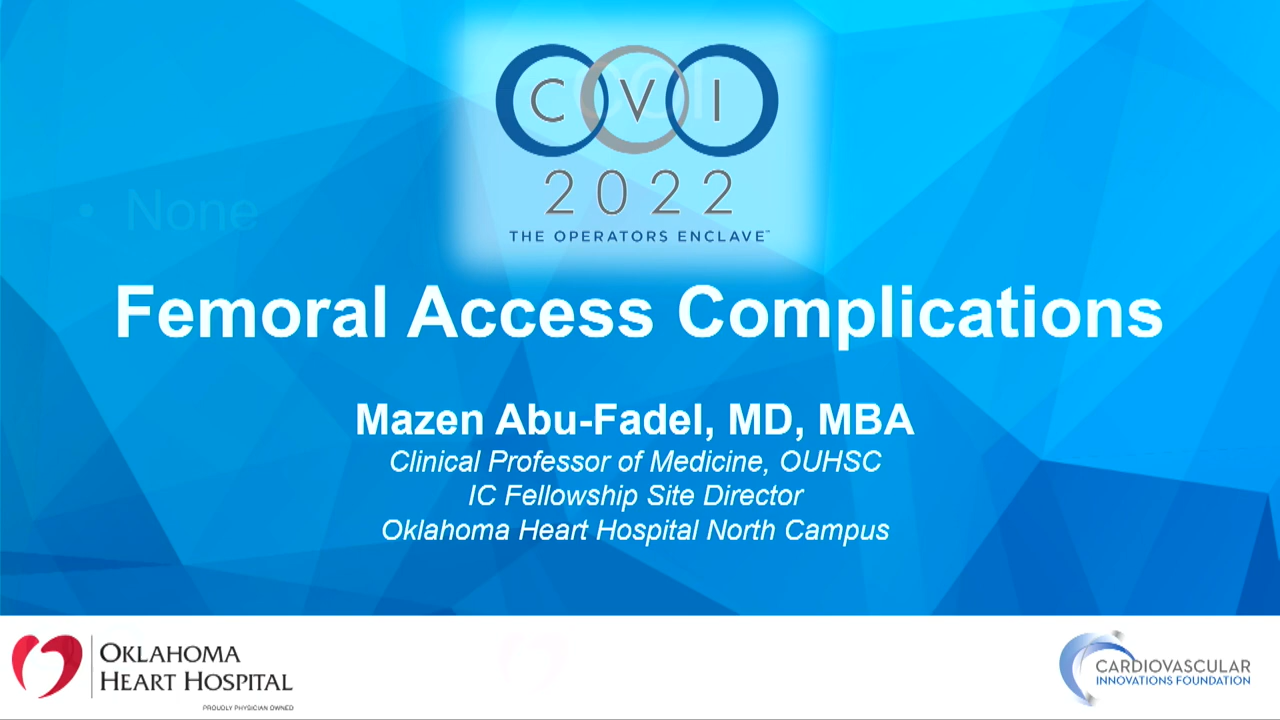 CVI
2022
THE OPERATORS ENCLAVE™
• None
Femoral Access Complications
Mazen Abu-Fadel, MD, MBA
Clinical Professor of Medicine, OUHSC
IC Fellowship Site Director
Oklahoma Heart Hospital North Campus
OKLAHOMA
HEART HOSPITAL
PROUDLY PHYSICIAN OWNED
CARDIOVASCULAR
INNOVATIONS FOUNDATION